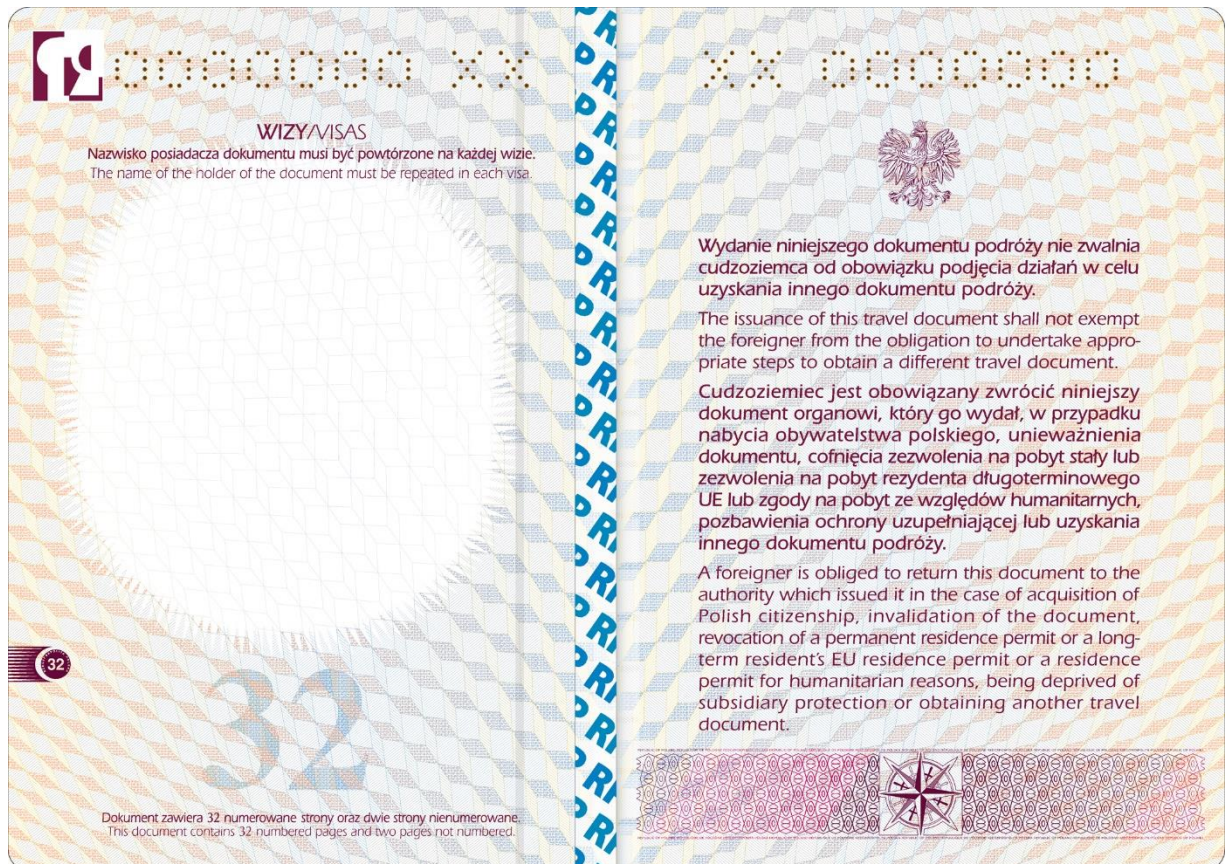 WIZY/VISAS
Nazwisko posiadacza dokumentu musi być powtórzone na każdej wizie.
The name of the holder of the document must be repeated in each visa.
32
32
Dokument zawiera 32 numerowane strony oraz dwie strony nienumerowane.
This document contains 32 numbered pages and two pages not numbered.
Wydanie niniejszego dokumentu podróży nie zwalnia
cudzoziemca od obowiązku podjęcia działań w celu
uzyskania innego dokumentu podróży.
The issuance of this travel document shall not exempt
the foreigner from the obligation to undertake appro-
priate steps to obtain a different travel document.
Cudzoziemiec jest obowiązany zwrócić niniejszy
dokument organowi, który go wydał, w przypadku
nabycia obywatelstwa polskiego, unieważnienia
dokumentu, cofnięcia zezwolenia na pobyt stały lub
zezwolenia na pobyt rezydenta długoterminowego
UE lub zgody na pobyt ze względów humanitarnych,
pozbawienia ochrony uzupełniającej lub uzyskania
innego dokumentu podróży.
A foreigner is obliged to return this document to the
authority which issued it in the case of acquisition of
Polish citizenship, invalidation of the document,
revocation of a permanent residence permit or a long-
term resident's EU residence permit or a residence
permit for humanitarian reasons, being deprived of
subsidiary protection or obtaining another travel
document.